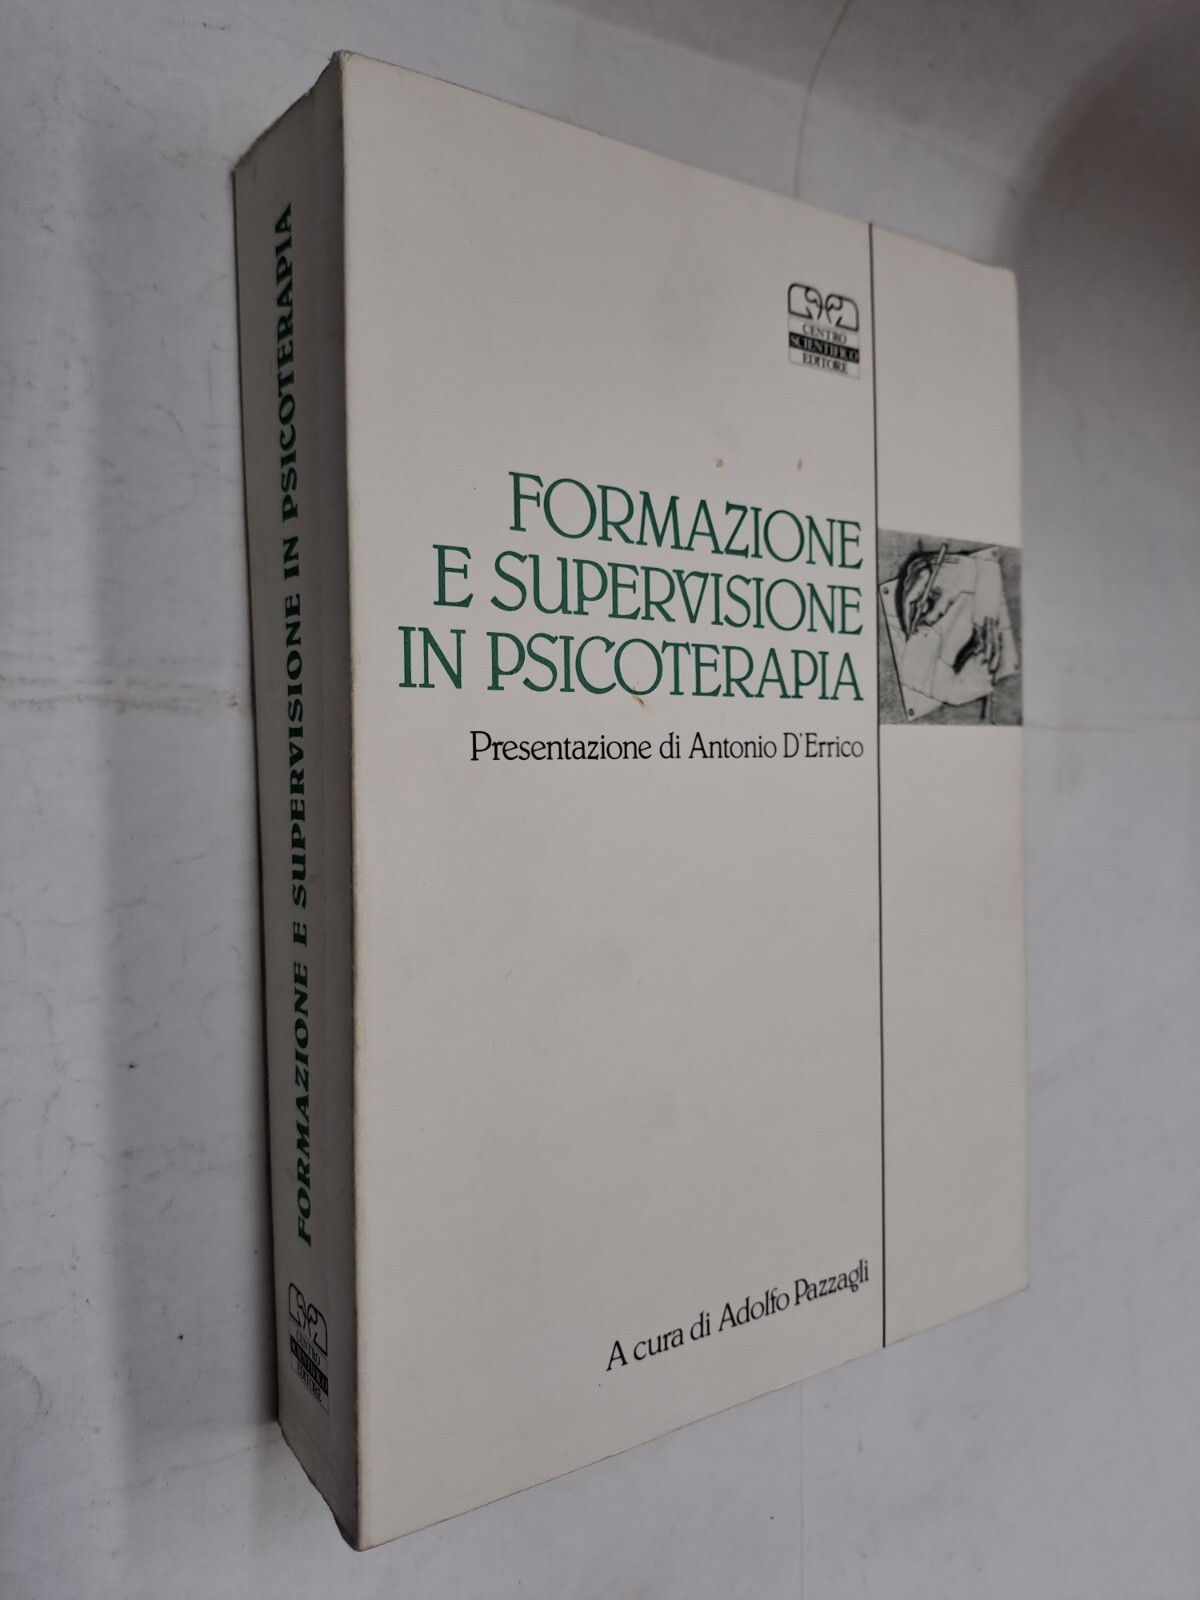 CENTRO
SCIENTIFICO
EDITORE
FORMAZIONE
E SUPERVISIONE
IN PSICOTERAPIA
Presentazione di Antonio D'Errico
A cura di Adolfo Pazzagli
FORMAZIONE E SUPERVISIONE IN PSICOTERAPIA
CENTRO
SCIENTIFICO
EDITORE